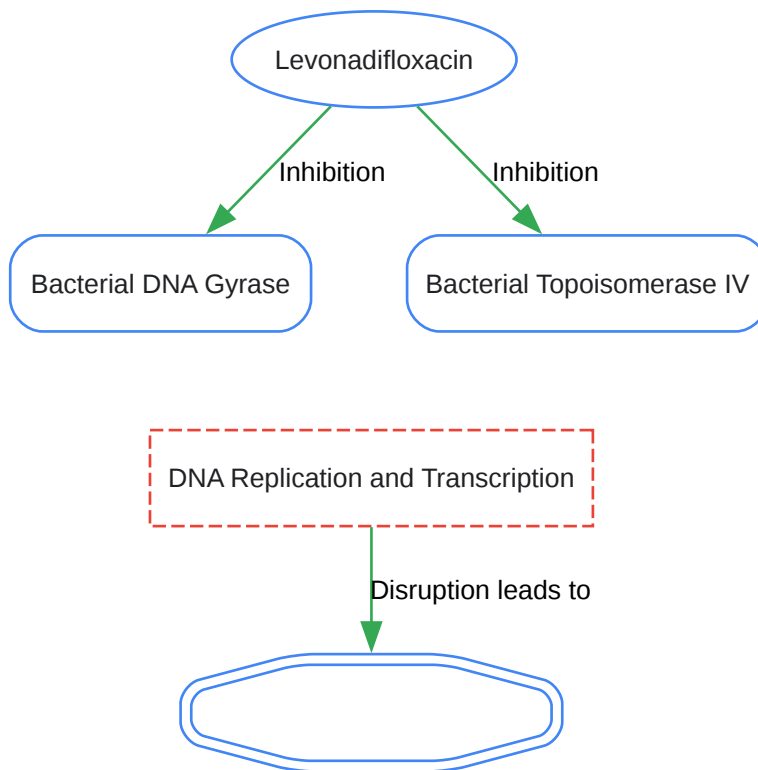 Levonadifloxacin
Inhibition
Inhibition
Bacterial DNA Gyrase
Bacterial Topoisomerase IV
DNA Replication and Transcription
Disruption leads to